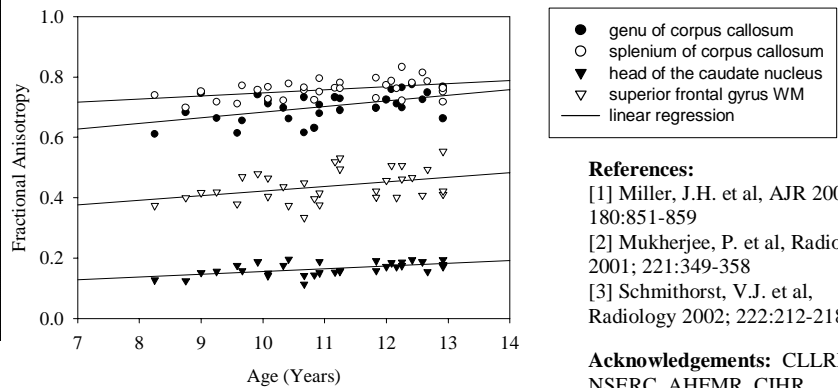 1.0
0.8
0.6
0.4
0.2
0.0
Fractional Anisotropy
7 8 9 10 11 12 13 14
Age (Years)
genu of corpus callosum
splenium of corpus callosum
head of the caudate nucleus
superior frontal gyrus WM
linear regression
References:
[1] Miller, J.H. et al, AJR
180:851-859
[2] Mukherjee, P. et al,
2001; 221:349-358
[3] Schmithorst, V.J. et al,
Radiology 2002;
Acknowledgements:
NSERC, AHFMR, CIHR